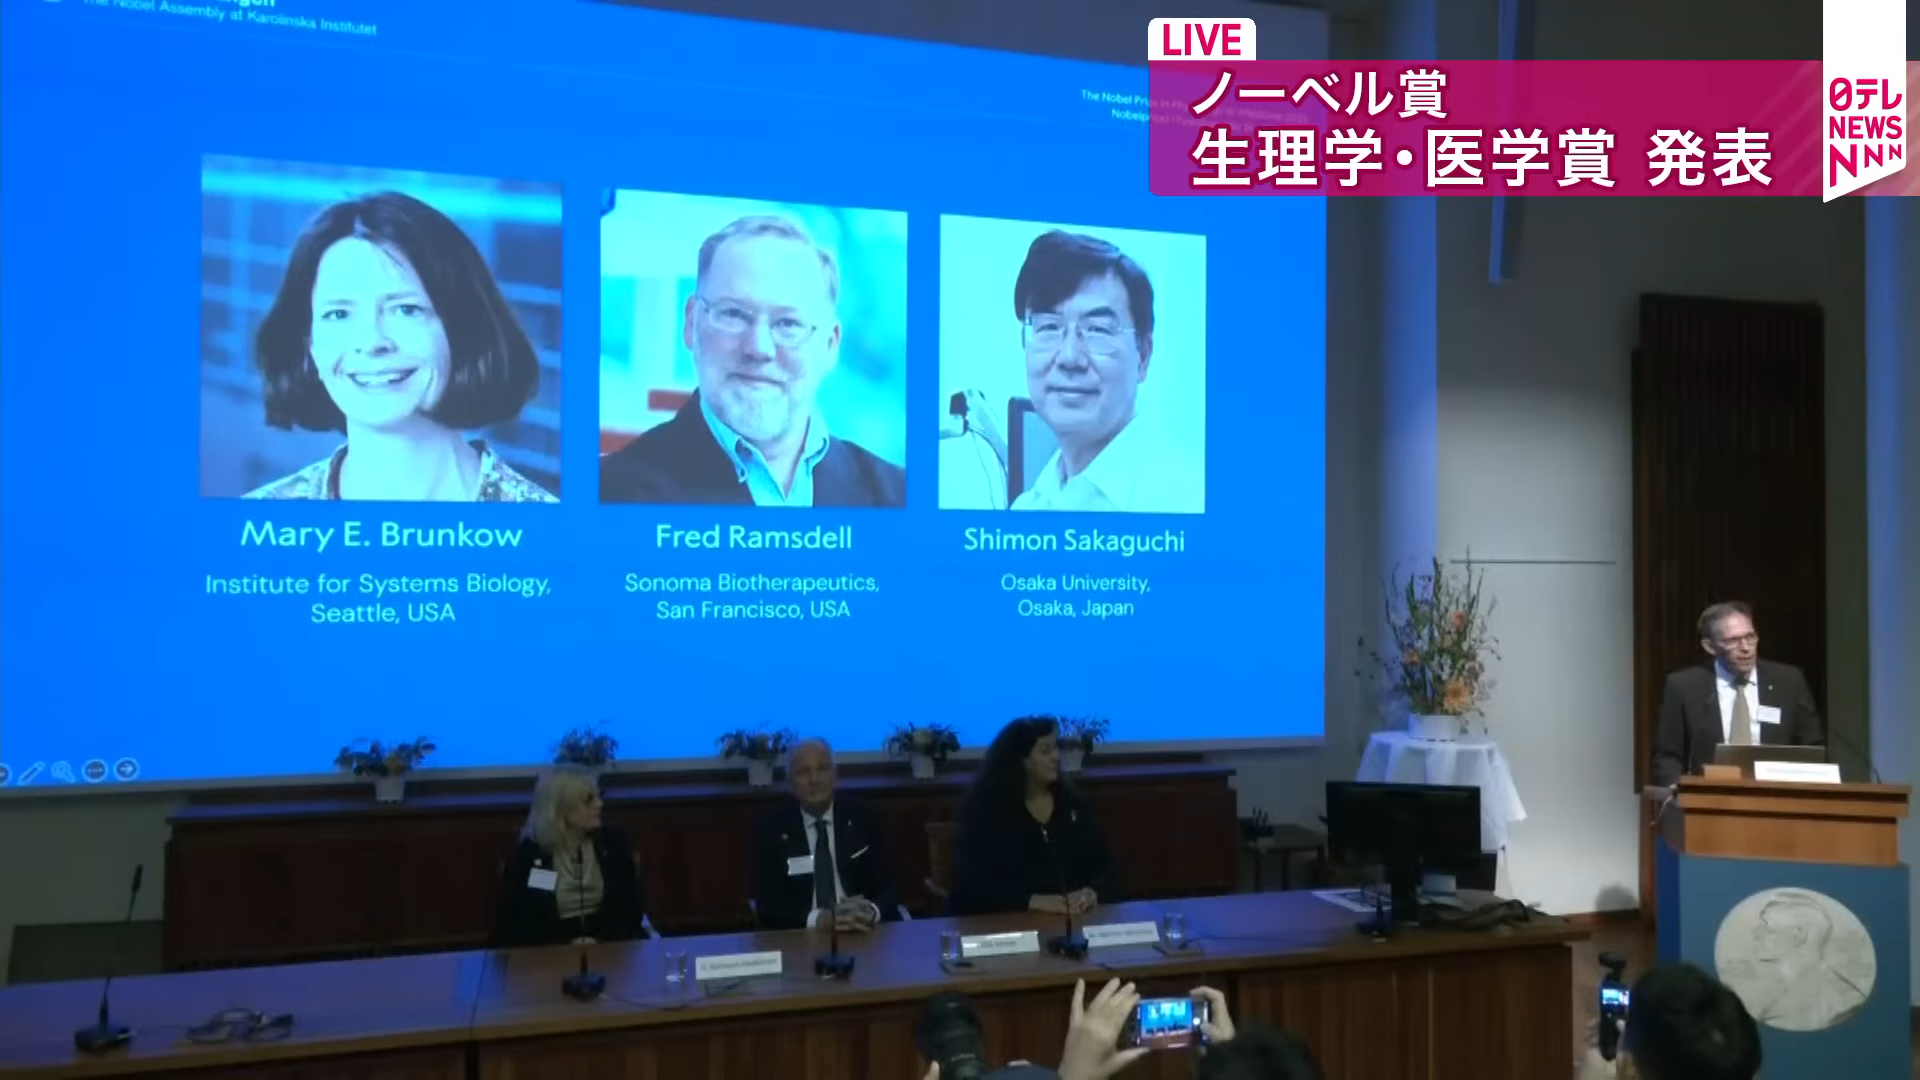 The Nobel Assembly at Karolinska Institutet
LIVE
ノーベル賞
生理学・医学賞 発表
日テレ
NEWS
NNN
The Nobel
Mary E. Brunkow
Institute for Systems Biology,
Seattle, USA
Fred Ramsdell
Sonoma Biotherapeutics,
San Francisco, USA
Shimon Sakaguchi
Osaka University,
Osaka, Japan